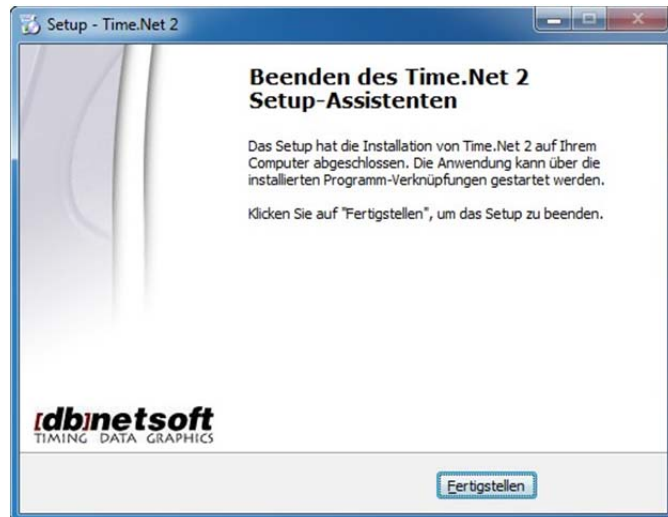 Setup - Time.Net 2
Beenden des Time.Net 2
Setup-Assistenten
Das Setup hat die Installation von Time.Net 2 auf Ihrem
Computer abgeschlossen. Die Anwendung kann über die
installierten Programm-Verknüpfungen gestartet werden.
Klicken Sie auf "Fertigstellen", um das Setup zu beenden.
[db]netsoft
TIMING DATA GRAPHICS
Fertigstellen